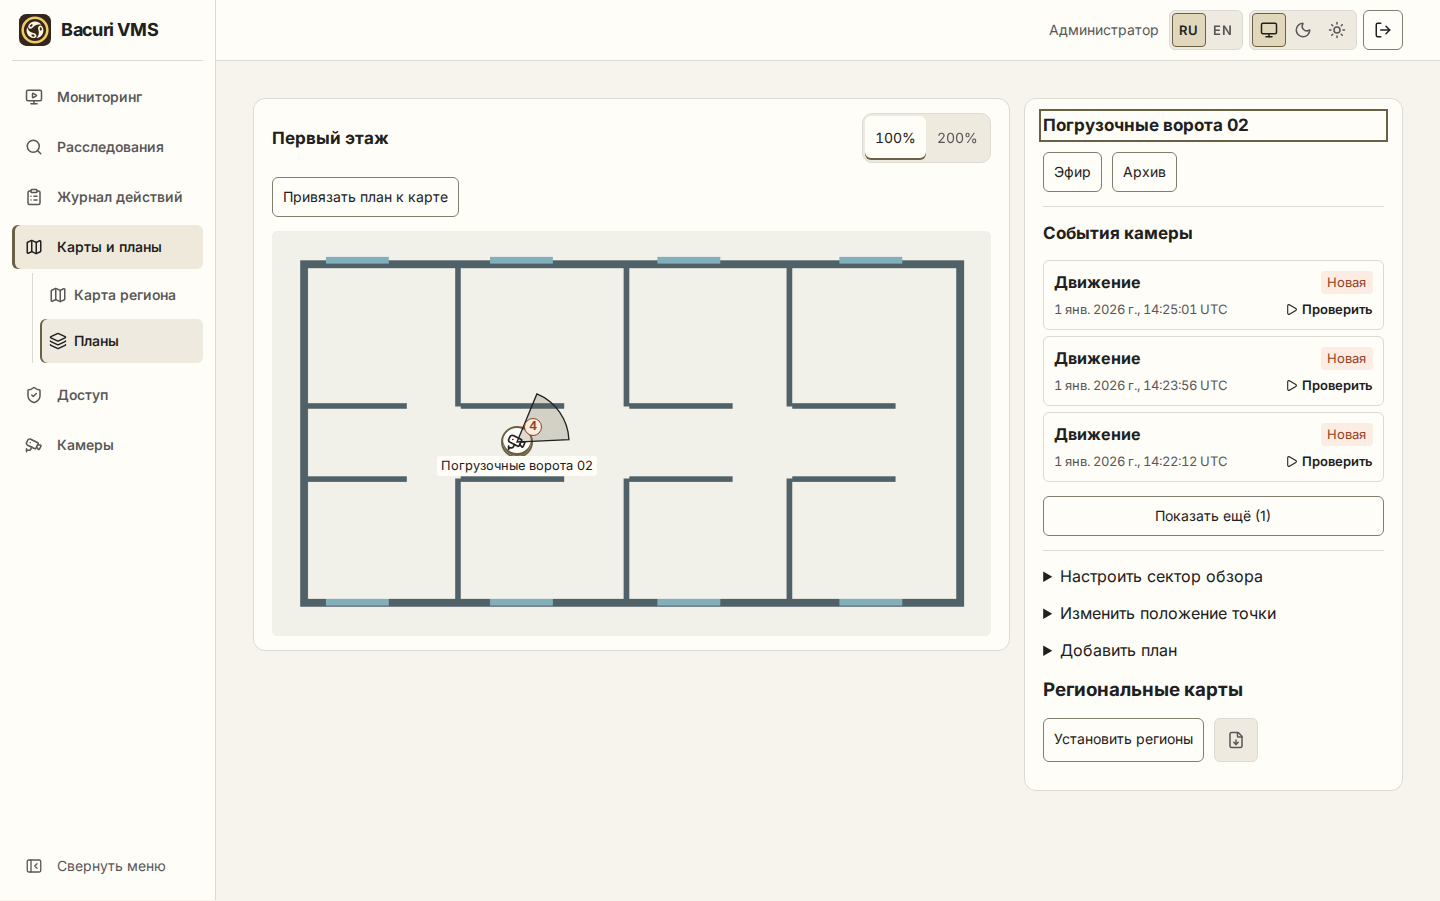 Bacuri VMS
Администратор
RU
EN
Мониторинг
Расследования
Журнал действий
Карты и планы
Карта региона
Планы
Доступ
Камеры
Свернуть меню
Первый этаж
100%
200%
Привязать план к карте
4
Погрузочные ворота 02
Погрузочные ворота 02
Эфир
Архив
События камеры
Движение
Новая
1 янв. 2026 г., 14:25:01 UTC
Проверить
Движение
Новая
1 янв. 2026 г., 14:23:56 UTC
Проверить
Движение
Новая
1 янв. 2026 г., 14:22:12 UTC
Проверить
Показать ещё (1)
Настроить сектор обзора
Изменить положение точки
Добавить план
Региональные карты
Установить регионы